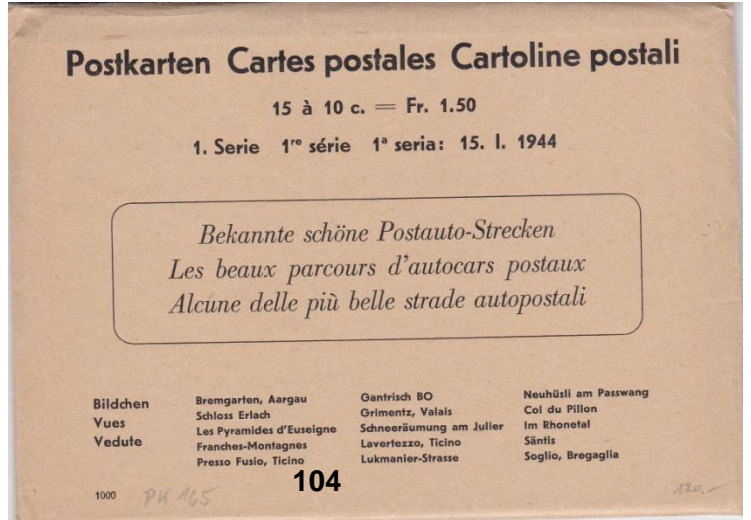 Postkarten Cartes postales Cartoline postali
15 à 10 c. = Fr. 1.50
1. Serie 1re série 1a seria: 15. I. 1944
Bekannte schöne Postauto-Strecken
Les beaux parcours d'autocars postaux
Alcune delle più belle strade autopostali
Bildchen
Vues
Vedute
Bremgarten, Aargau
Schloss Erlach
Les Pyramides d'Euseigne
Franches-Montagnes
Presso Fusio, Ticino
Gantrisch BO
Grimentz, Valais
Schneeräumung am Julier
Lavertezzo, Ticino
Lukmanier-Strasse
Neuhüsli am Passwang
Col du Pillon
Im Rhonetal
Säntis
Soglio, Bregaglia
104
1000 PK 165
120.-